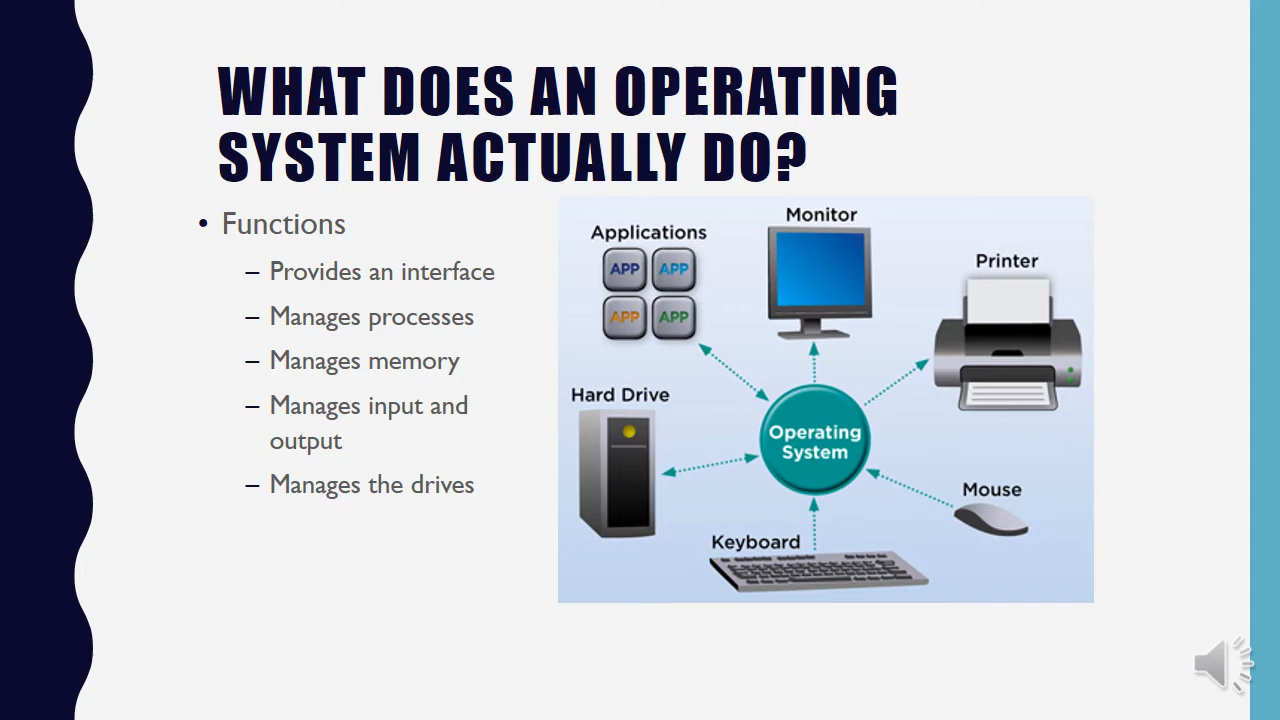 WHAT DOES AN OPERATING
SYSTEM ACTUALLY DO?
• Functions
– Provides an interface
– Manages processes
– Manages memory
– Manages input and
output
– Manages the drives
Monitor
Applications
APP APP
APP APP
Printer
Hard Drive
Operating
System
Mouse
Keyboard